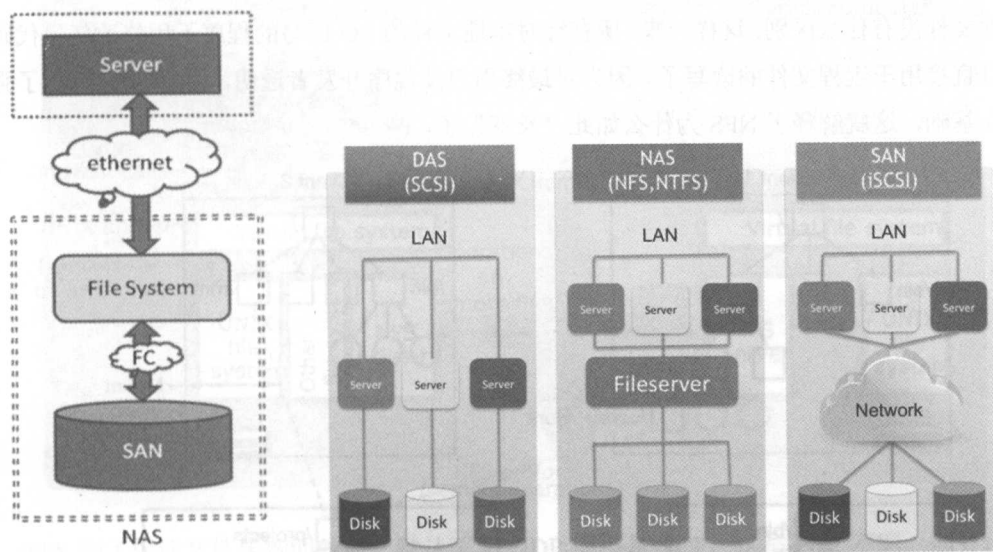 Server
ethernet
File System
FC
SAN
NAS
DAS
(SCSI)
LAN
Server
Server
Server
Disk
Disk
Disk
NAS
(NFS,NTFS)
LAN
Server
Server
Server
Fileserver
Disk
Disk
Disk
SAN
(iSCSI)
LAN
Server
Server
Server
Network
Disk
Disk
Disk